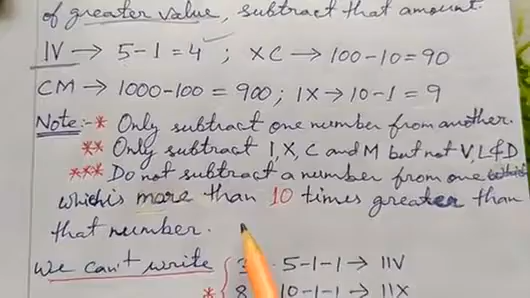 of greater value, subtract that amount.
IV → 5-1=4 ; XC → 100-10=90
CM → 1000-100 = 900; IX → 10-1=9
Note:-* Only subtract one number from another.
** Only subtract I, X, C and M but not V, L & D.
*** Do not subtract a number from one
which is more than 10 times greater than
that number.
We can't write { 3 5-1-1 → IIV
* 8 10-1-1 → IIX